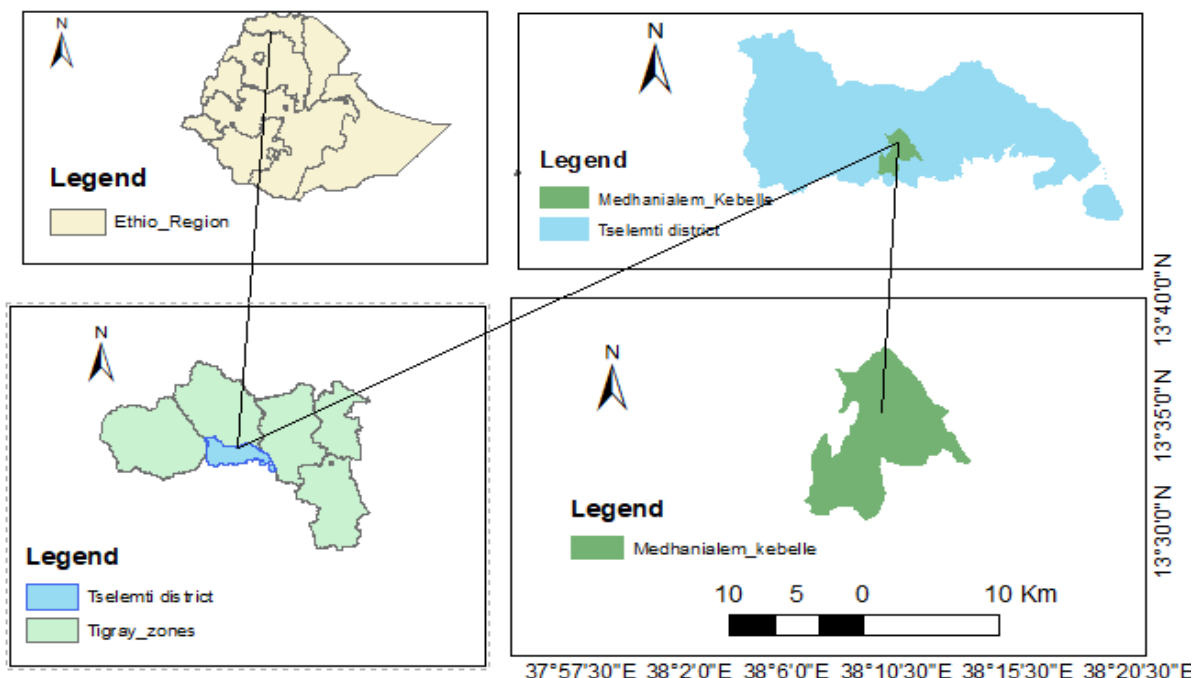 N
Legend
Ethio_Region
N
Legend
Medhanialem_Kebelle
Tselemti district
N
Legend
Tselemti district
Tigray_zones
N
Legend
Medhanialem_kebelle
10 5 0 10 Km
13°40'0"N
13°35'0"N
13°30'0"N
37°57'30"E 38°2'0"E 38°6'0"E 38°10'30"E 38°15'30"E 38°20'30"E